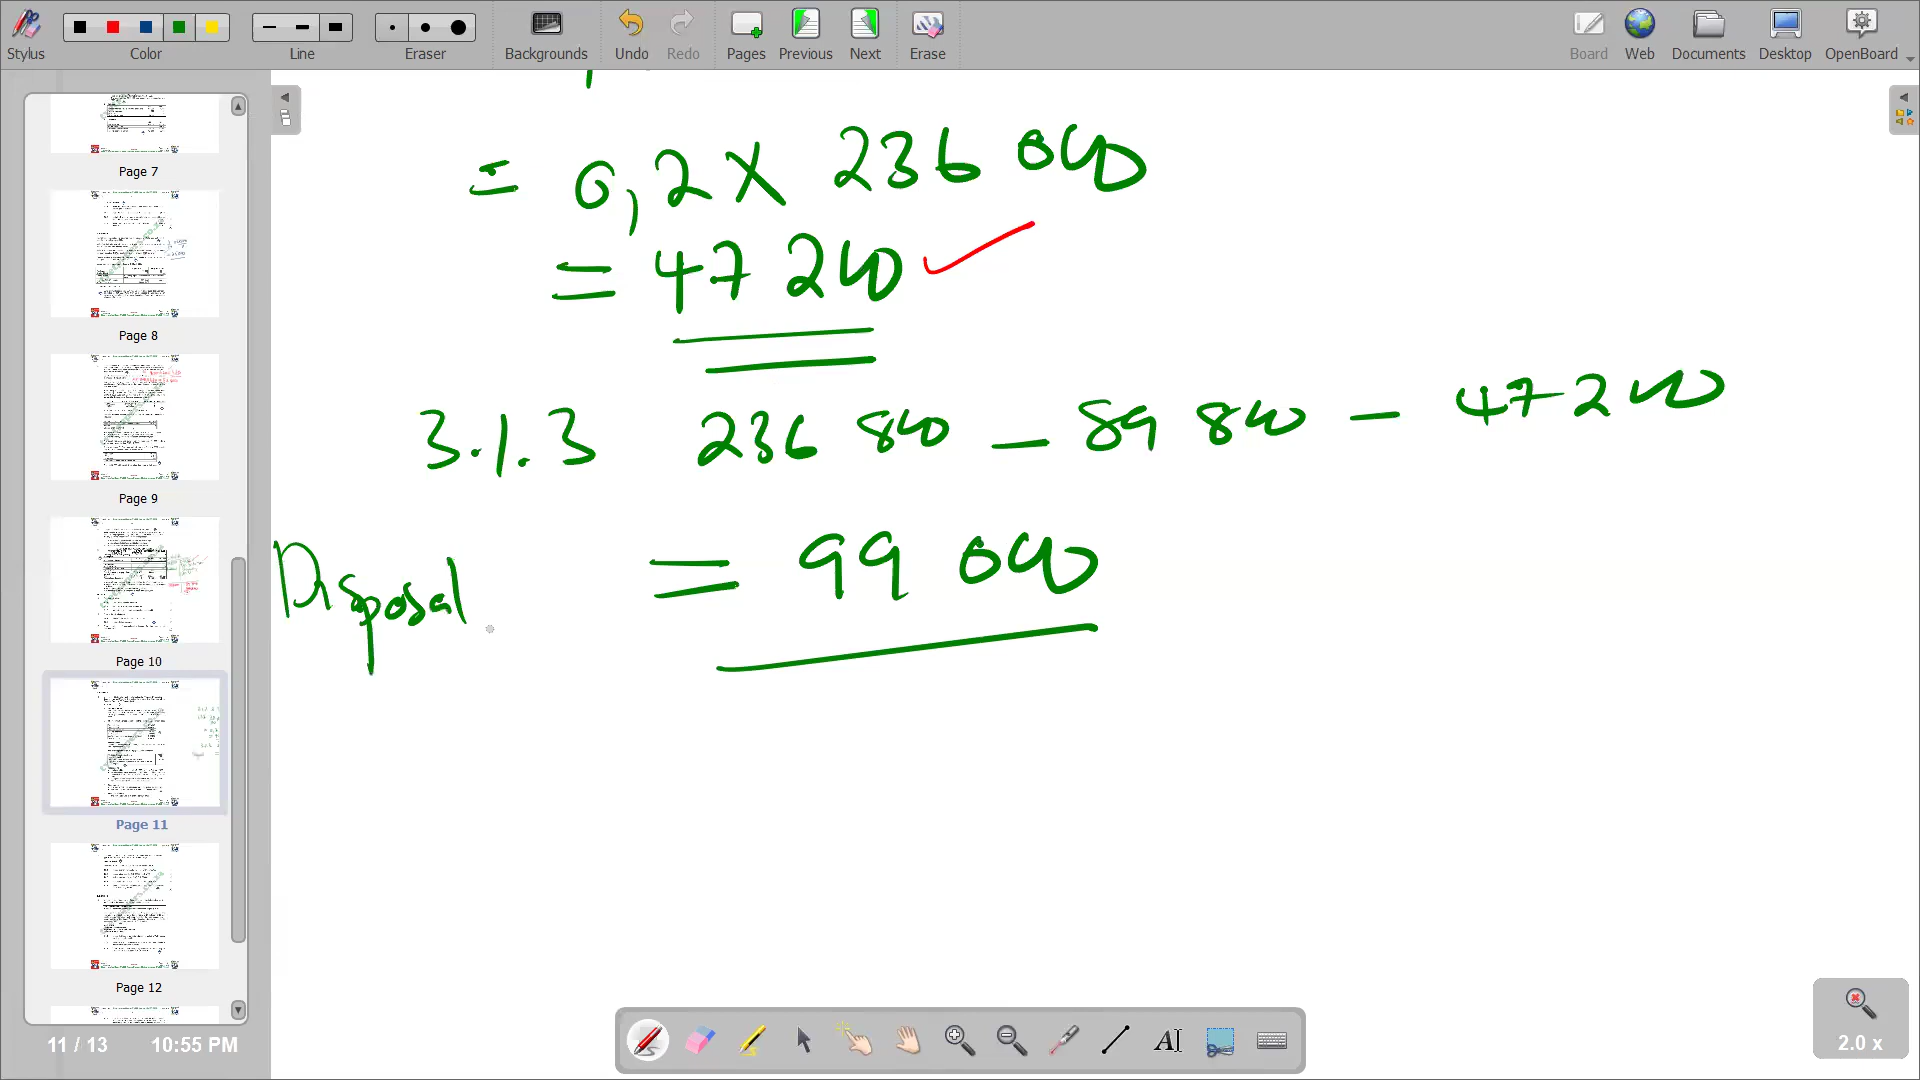 Stylus
Color
Line
Eraser
Backgrounds
Undo
Redo
Pages
Previous
Next
Erase
Board
Web
Documents
Desktop
OpenBoard
Page 7
Page 8
Page 9
Page 10
Page 11
Page 12
11 / 13
10:55 PM
= 0,2 X 236 000
= 47 200
3.1.3 236 800 - 89 800 - 47 200
Disposal = 99 000
2.0 x